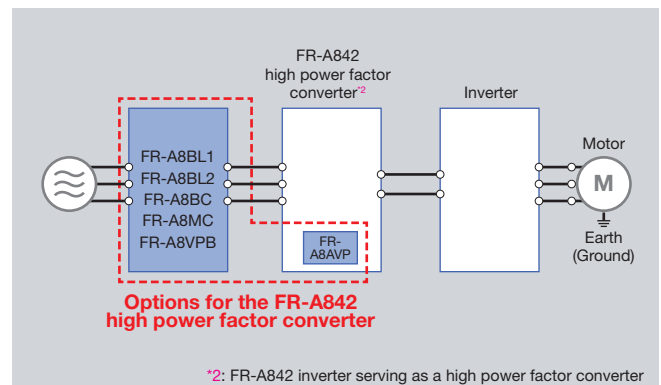 FR-A842
high power factor
converter*2
Inverter
Motor
FR-A8BL1
FR-A8BL2
FR-A8BC
FR-A8MC
FR-A8VPB
M
FR-
A8AVP
Earth
(Ground)
Options for the FR-A842
high power factor converter
*2: FR-A842 inverter serving as a high power factor converter